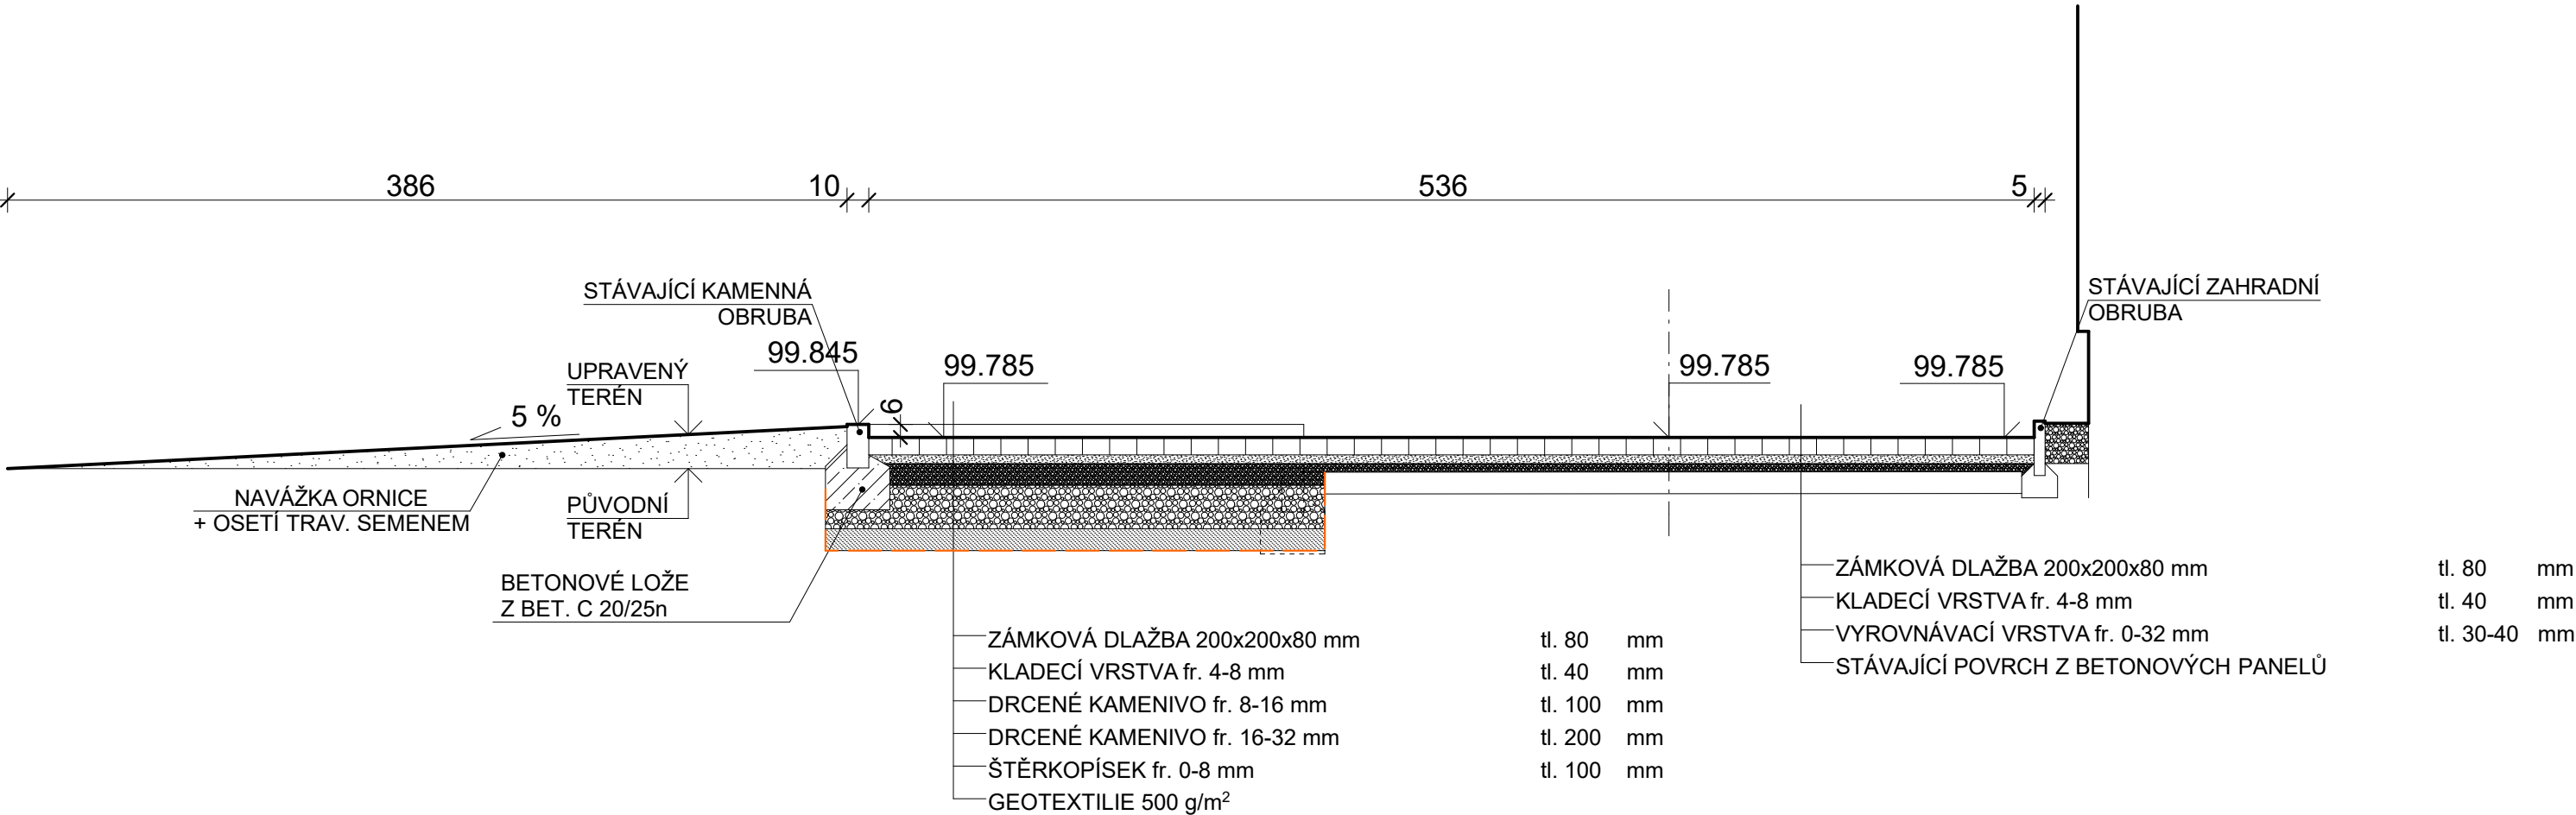 386
10
536
5
STÁVAJÍCÍ KAMENNÁ
OBRUBA
STÁVAJÍCÍ ZAHRADNÍ
OBRUBA
99.845
99.785
99.785
99.785
UPRAVENÝ
TERÉN
5 %
6
NAVÁŽKA ORNICE
+ OSETÍ TRAV. SEMENEM
PŮVODNÍ
TERÉN
BETONOVÉ LOŽE
Z BET. C 20/25n
ZÁMKOVÁ DLAŽBA 200x200x80 mm tl. 80 mm
KLADECÍ VRSTVA fr. 4-8 mm tl. 40 mm
DRCENÉ KAMENIVO fr. 8-16 mm tl. 100 mm
DRCENÉ KAMENIVO fr. 16-32 mm tl. 200 mm
ŠTĚRKOPÍSEK fr. 0-8 mm tl. 100 mm
GEOTEXTILIE 500 g/m²
ZÁMKOVÁ DLAŽBA 200x200x80 mm tl. 80 mm
KLADECÍ VRSTVA fr. 4-8 mm tl. 40 mm
VYROVNÁVACÍ VRSTVA fr. 0-32 mm tl. 30-40 mm
STÁVAJÍCÍ POVRCH Z BETONOVÝCH PANELŮ